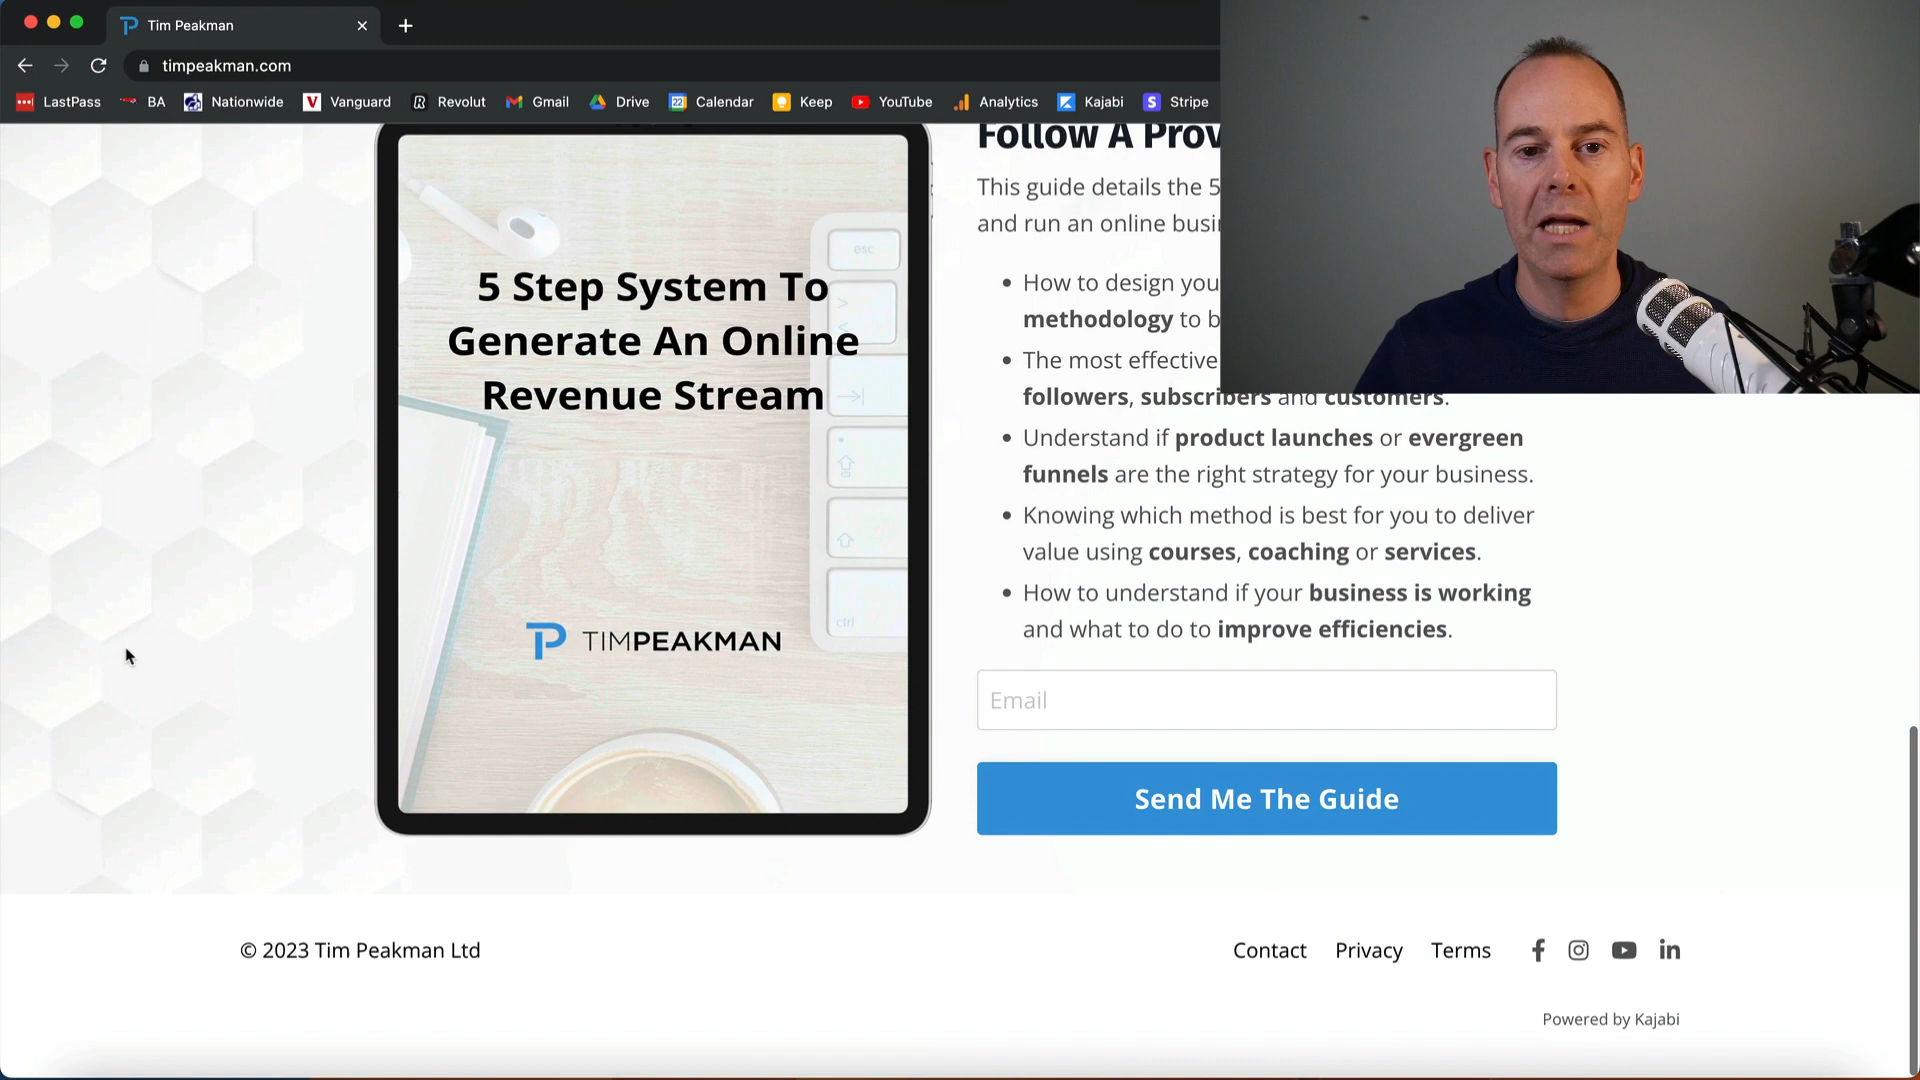 Tim Peakman
timpeakman.com
LastPass BA Nationwide Vanguard Revolut Gmail Drive Calendar Keep YouTube Analytics Kajabi Stripe
22
5 Step System To
Generate An Online
Revenue Stream
esc
ctrl
TIMPEAKMAN
Follow A
This guide details the 5
and run an online
How to design
methodology to
The most effective
followers, subscribers and customers.
Understand if product launches or evergreen
funnels are the right strategy for your business.
Knowing which method is best for you to deliver
value using courses, coaching or services.
How to understand if your business is working
and what to do to improve efficiencies.
Email
Send Me The Guide
© 2023 Tim Peakman Ltd
Contact Privacy Terms
Powered by Kajabi